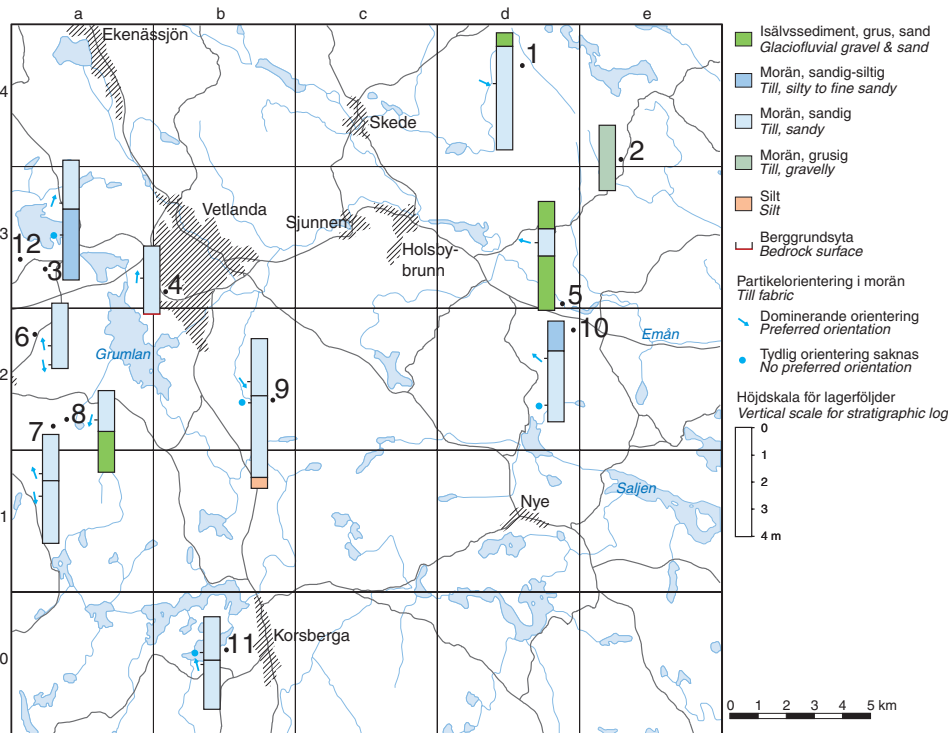 a b c d e
4
3
2
1
0
Ekenässjön
Skede
Vetlanda
Sjunnen
Holsby-
brunn
Grumlan
Emån
Saljen
Nye
Korsberga
1
2
12
3
4
5
6
10
9
8
7
11
Isälvssediment, grus, sand
Glaciofluvial gravel & sand
Morän, sandig-siltig
Till, silty to fine sandy
Morän, sandig
Till, sandy
Morän, grusig
Till, gravelly
Silt
Silt
Berggrundsyta
Bedrock surface
Partikelorientering i morän
Till fabric
Dominerande orientering
Preferred orientation
Tydlig orientering saknas
No preferred orientation
Höjdskala för lagerföljder
Vertical scale for stratigraphic log
0
1
2
3
4 m
0 1 2 3 4 5 km